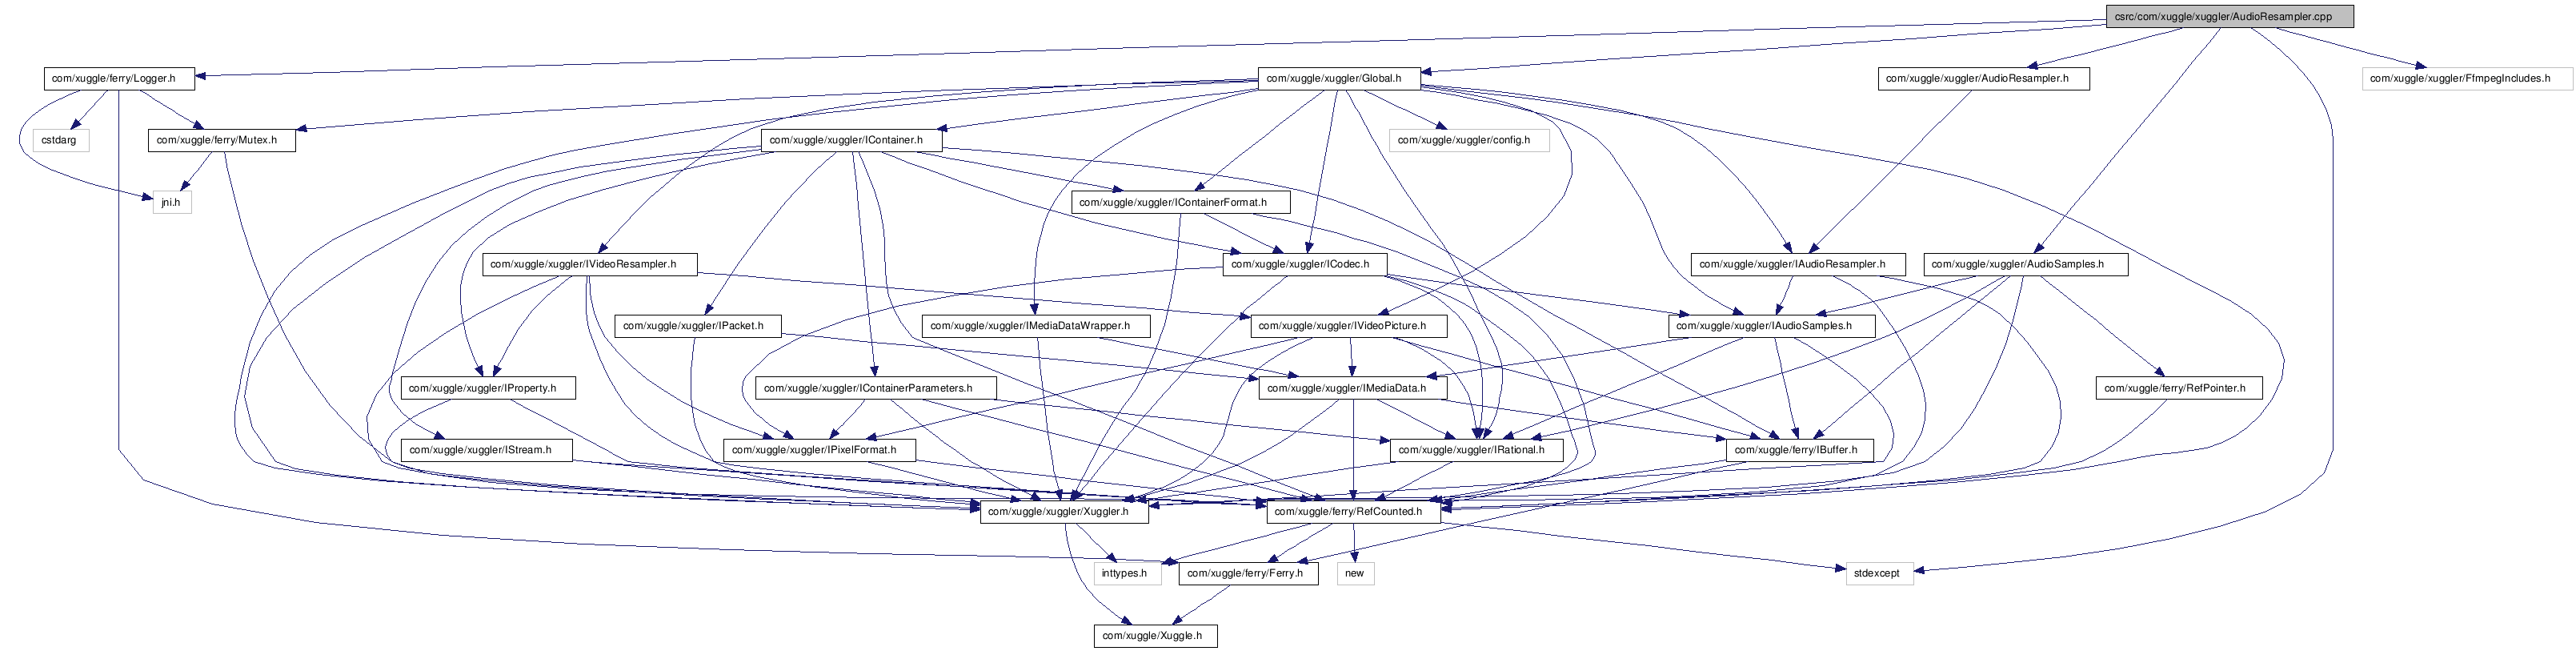 csrc/com/xuggle/xuggler/AudioResampler.cpp
com/xuggle/ferry/Logger.h
com/xuggle/xuggler/Global.h
com/xuggle/xuggler/AudioResampler.h
com/xuggle/xuggler/FfmpegIncludes.h
cstdarg
com/xuggle/ferry/Mutex.h
com/xuggle/xuggler/IContainer.h
com/xuggle/xuggler/config.h
jni.h
com/xuggle/xuggler/IContainerFormat.h
com/xuggle/xuggler/IVideoResampler.h
com/xuggle/xuggler/ICodec.h
com/xuggle/xuggler/IAudioResampler.h
com/xuggle/xuggler/AudioSamples.h
com/xuggle/xuggler/IPacket.h
com/xuggle/xuggler/IMediaDataWrapper.h
com/xuggle/xuggler/IVideoPicture.h
com/xuggle/xuggler/IAudioSamples.h
com/xuggle/xuggler/IProperty.h
com/xuggle/xuggler/IContainerParameters.h
com/xuggle/xuggler/IMediaData.h
com/xuggle/ferry/RefPointer.h
com/xuggle/xuggler/IStream.h
com/xuggle/xuggler/IPixelFormat.h
com/xuggle/xuggler/IRational.h
com/xuggle/ferry/IBuffer.h
com/xuggle/xuggler/Xuggler.h
com/xuggle/ferry/RefCounted.h
inttypes.h
com/xuggle/ferry/Ferry.h
new
stdexcept
com/xuggle/Xuggle.h